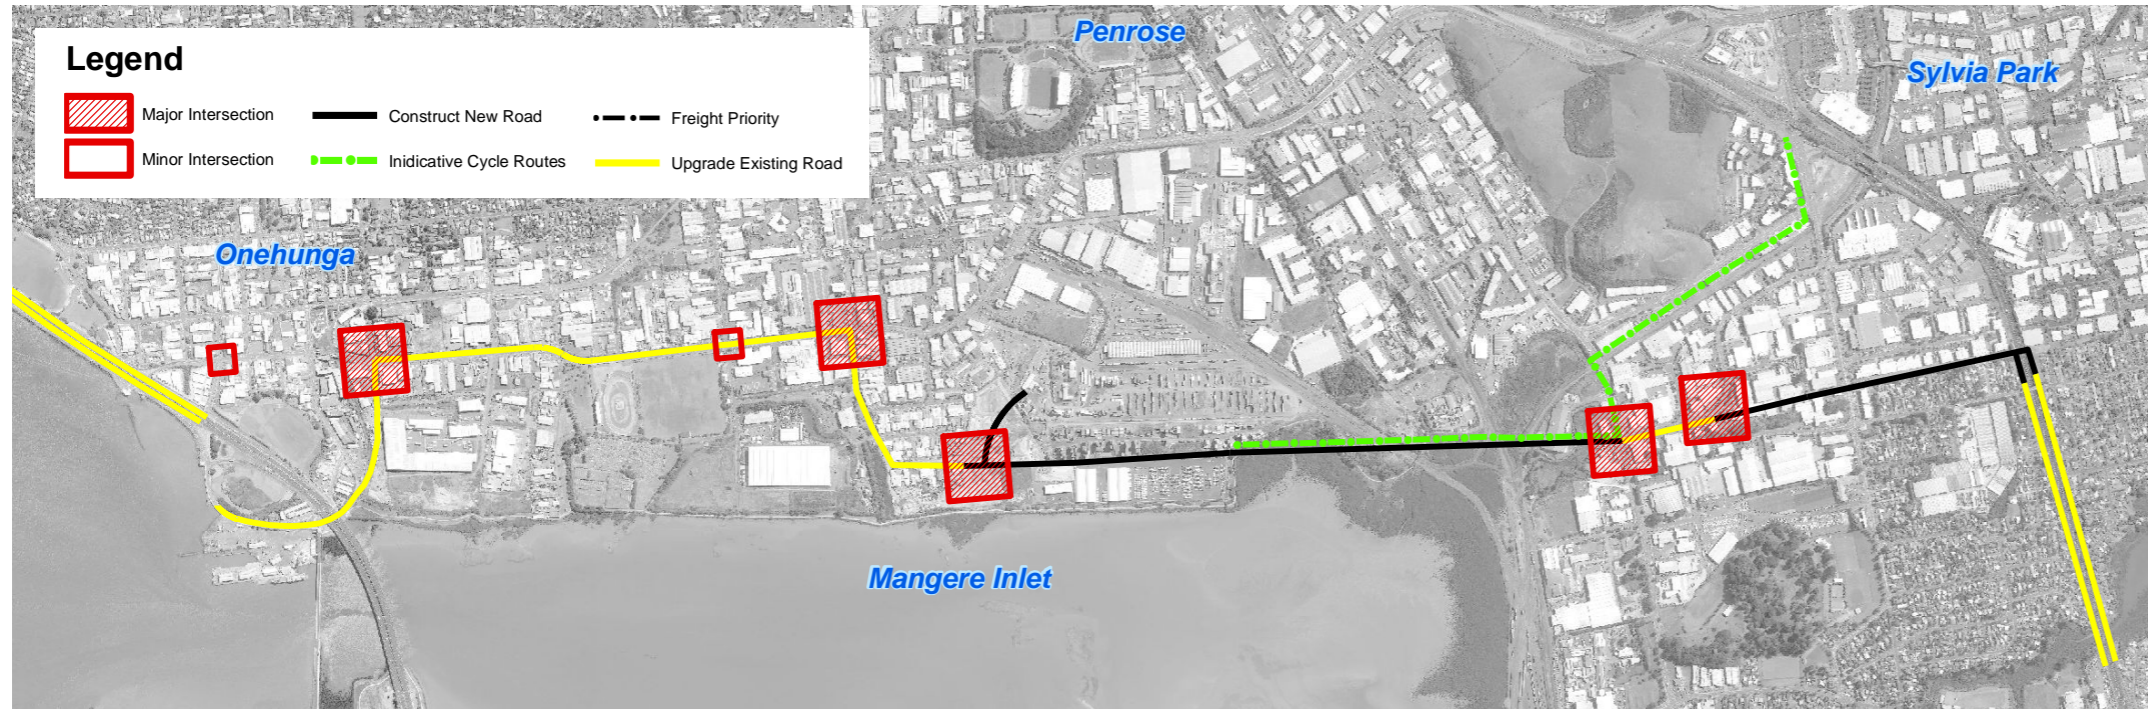 Penrose
Legend
Sylvia Park
Major Intersection
Construct New Road
Freight Priority
Minor Intersection
Inidicative Cycle Routes
Upgrade Existing Road
Onehunga
Mangere Inlet